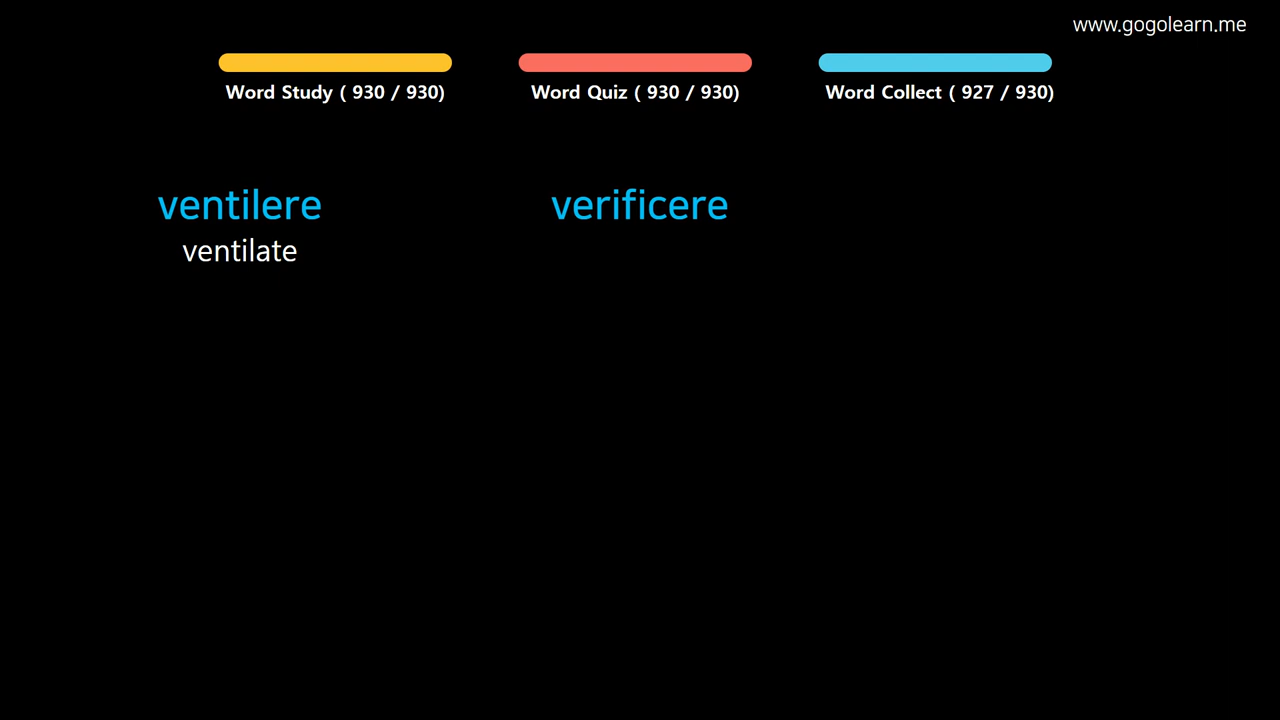 www.gogolearn.me
Word Study ( 930 / 930)
Word Quiz ( 930 / 930)
Word Collect ( 927 / 930)
ventilere
verificere
ventilate